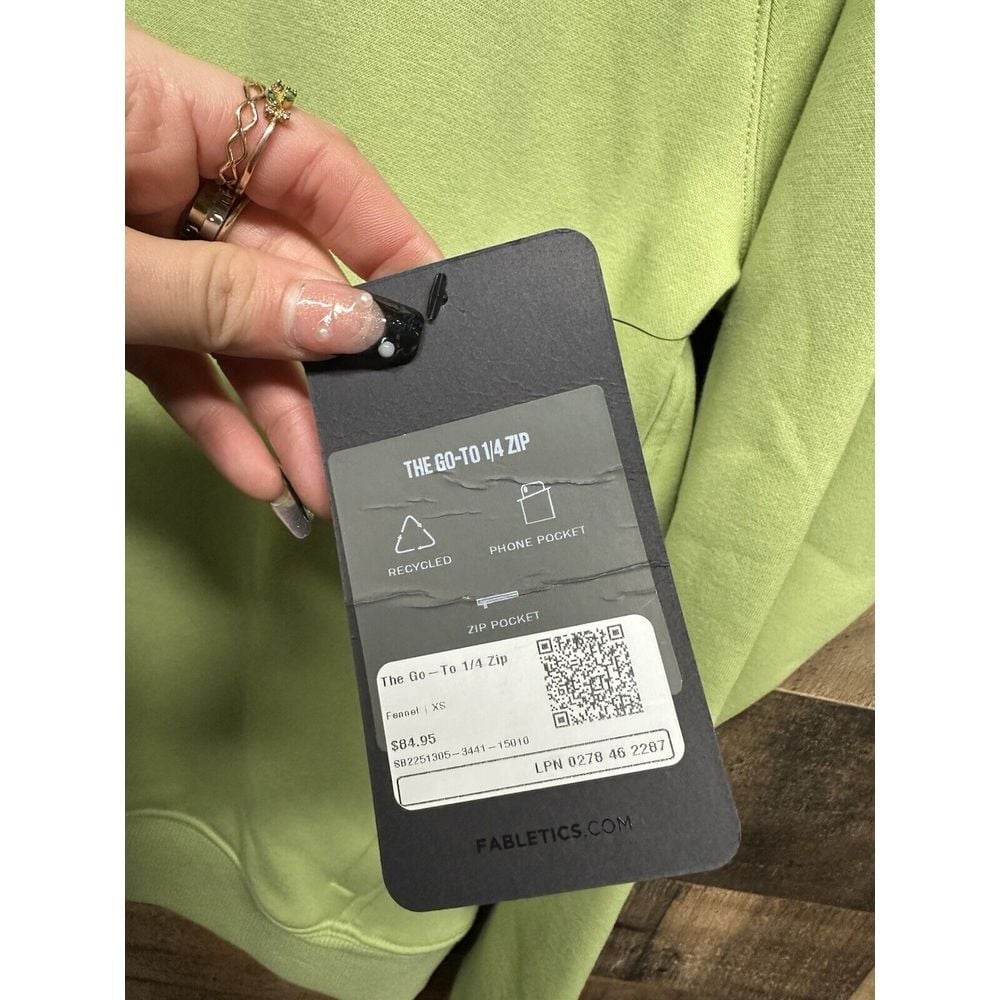 THE GO-TO 1/4 ZIP
RECYCLED
PHONE POCKET
ZIP POCKET
The Go-To 1/4 Zip
Fennel | XS
$84.95
SB2251305-3441-15010
LPN 0278 46 2287
FABLETICS.COM